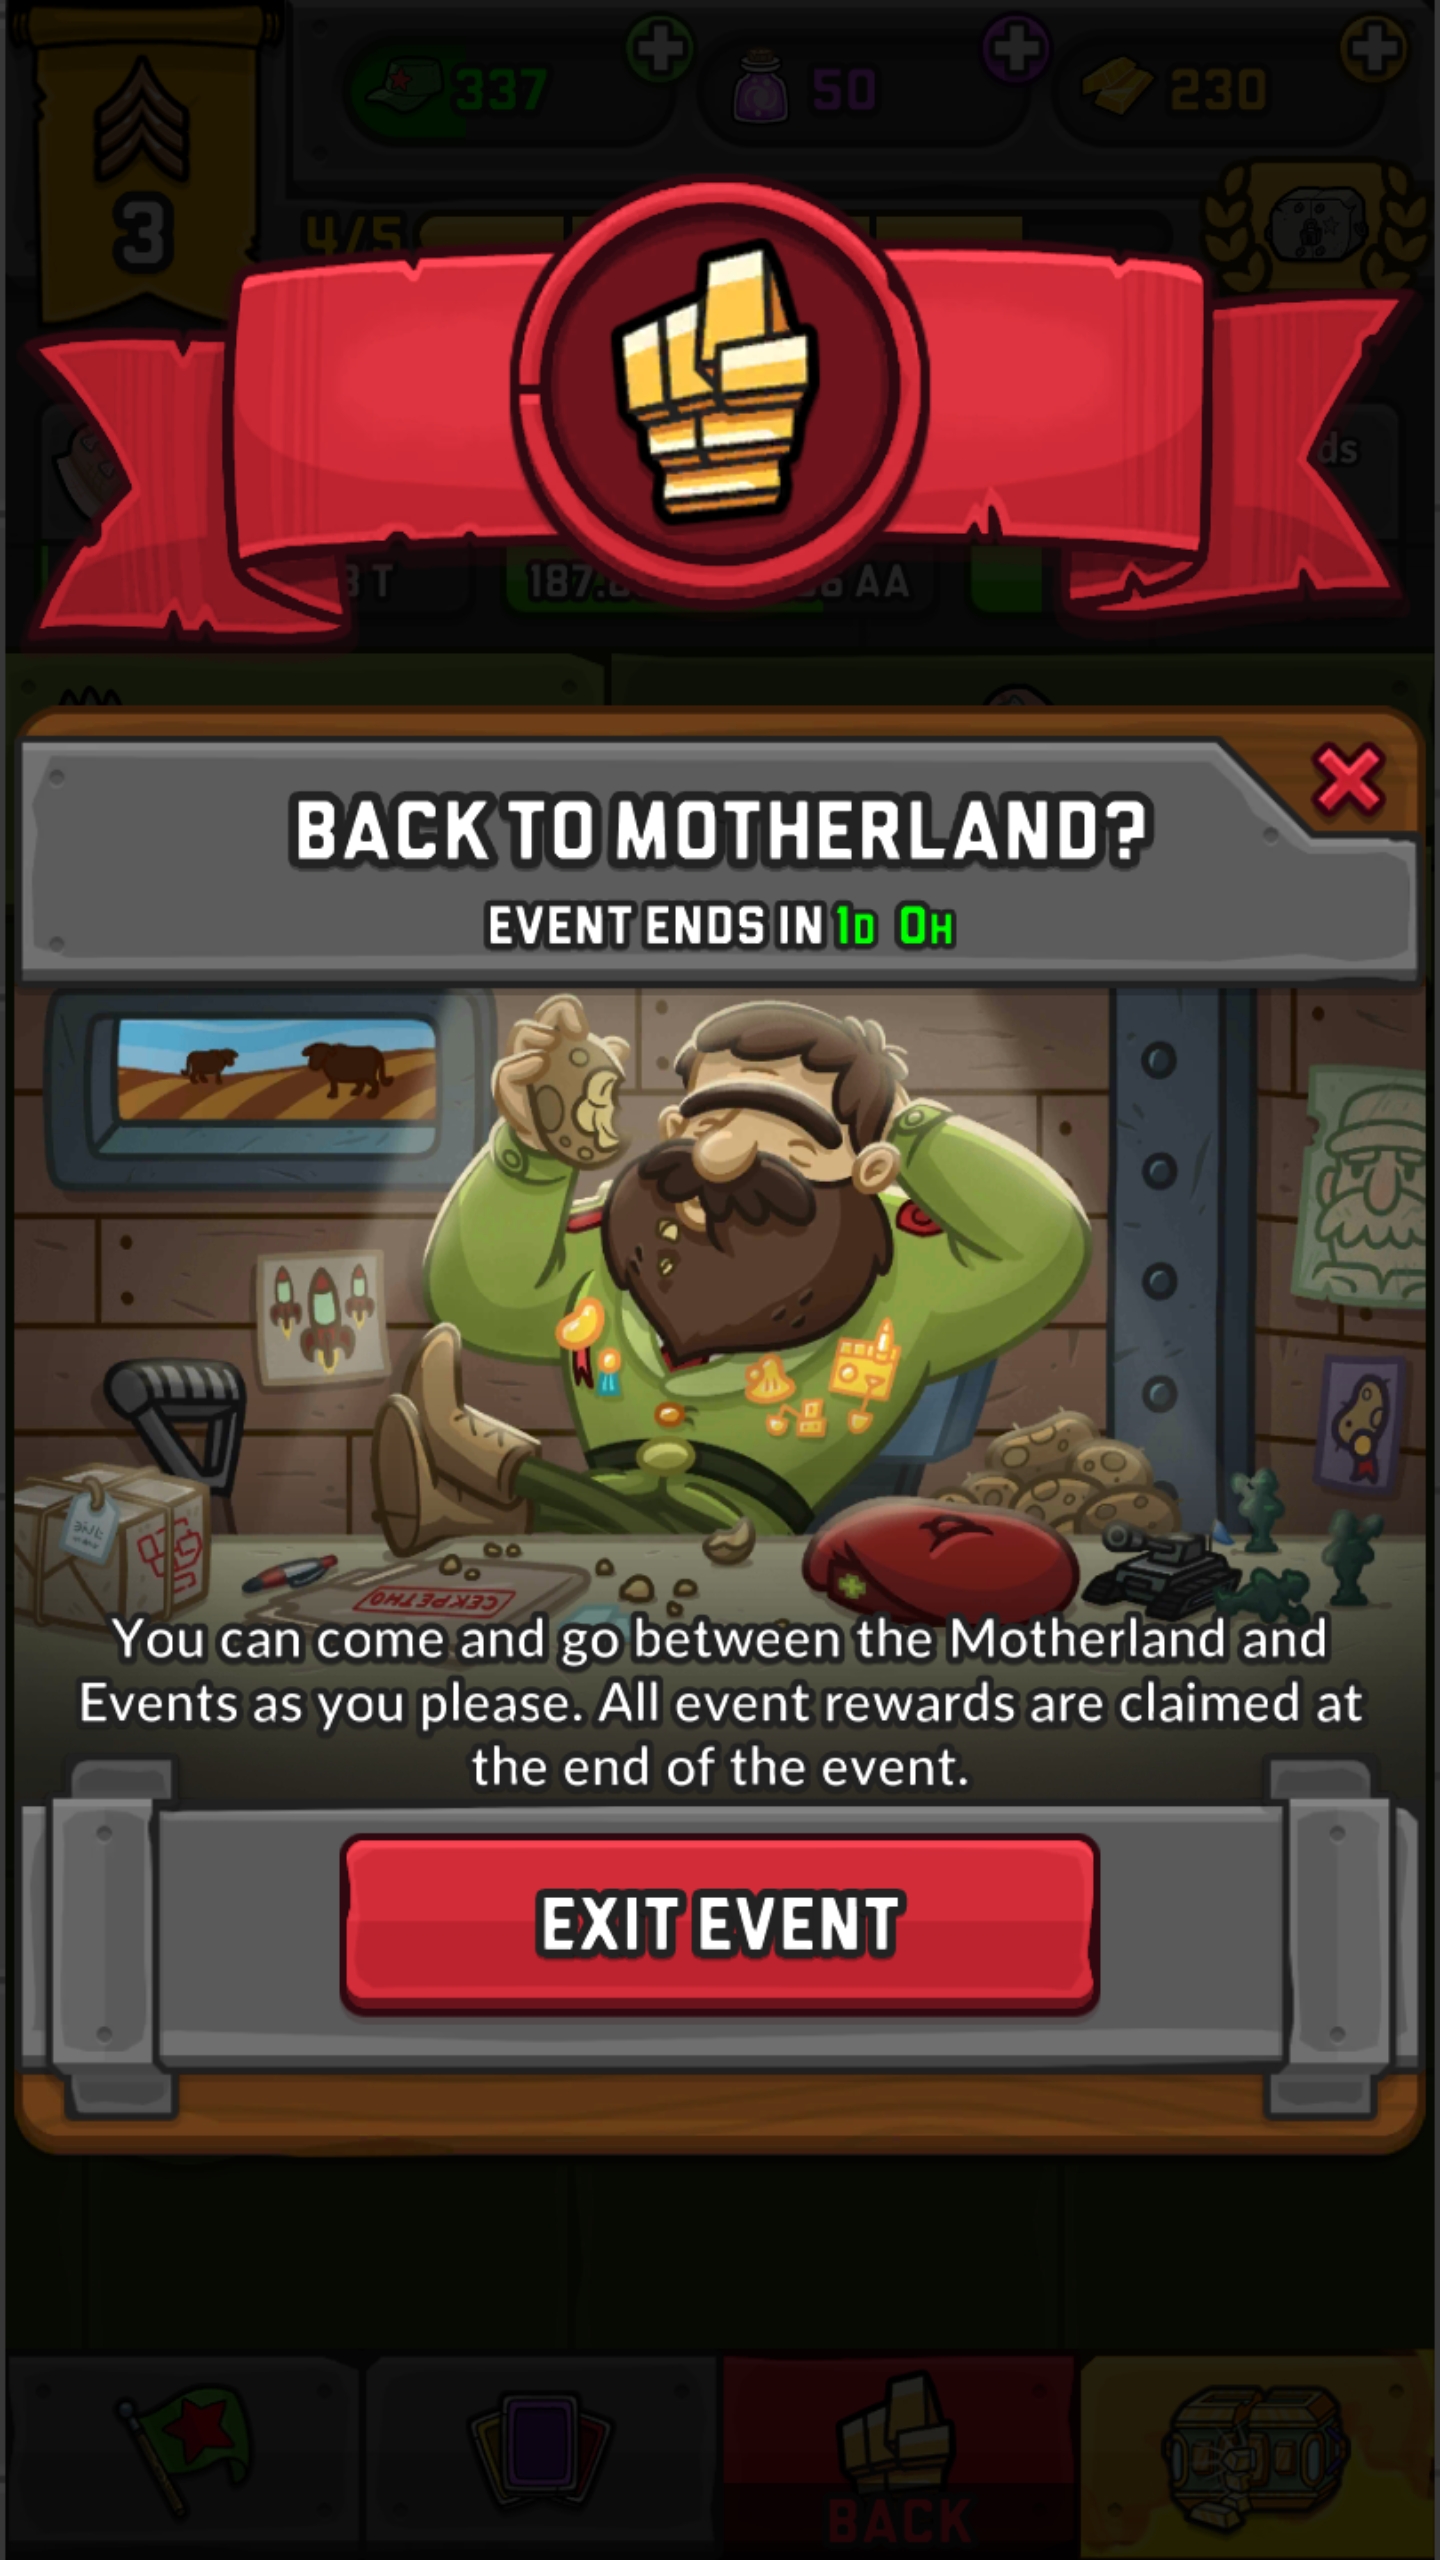 337
50
230
3
4/5
ds
BACK TO MOTHERLAND?
EVENT ENDS IN 1D 0H
СЕКРЕТНО
You can come and go between the Motherland and
Events as you please. All event rewards are claimed at
the end of the event.
EXIT EVENT
BACK